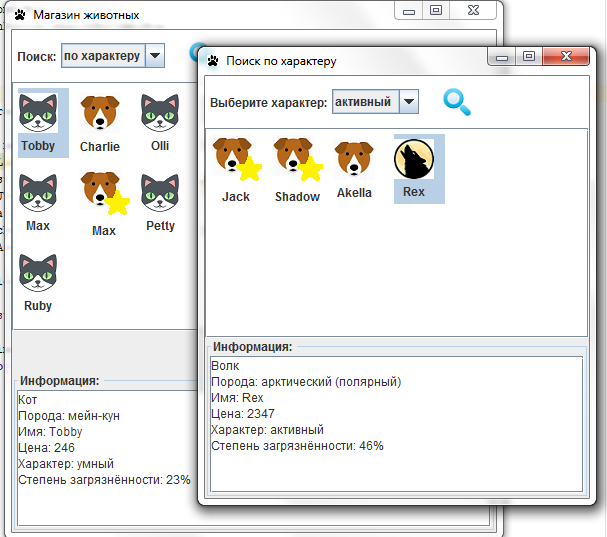 Магазин животных
Поиск: по характеру
Tobby Charlie Olli
Max Max Petty
Ruby
Информация:
Кот
Порода: мейн-кун
Имя: Tobby
Цена: 246
Характер: умный
Степень загрязнённости: 23%
Поиск по характеру
Выберите характер: активный
Jack Shadow Akella Rex
Информация:
Волк
Порода: арктический (полярный)
Имя: Rex
Цена: 2347
Характер: активный
Степень загрязнённости: 46%